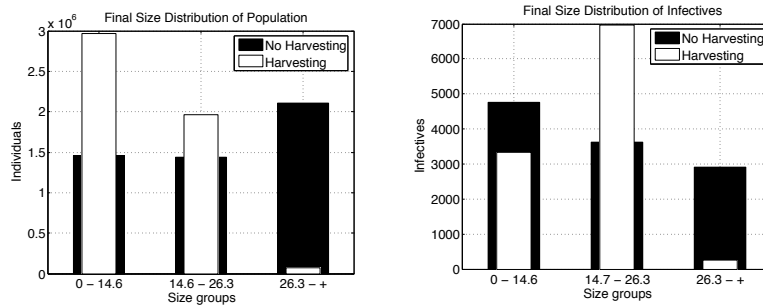 Final Size Distribution of Population
x 10^6
3
2.5
2
1.5
1
0.5
0
Individuals
No Harvesting
Harvesting
0 – 14.6
14.6 – 26.3
26.3 – +
Size groups
Final Size Distribution of Infectives
7000
6000
5000
4000
3000
2000
1000
0
Infectives
No Harvesting
Harvesting
0 – 14.6
14.7 – 26.3
26.3 – +
Size groups